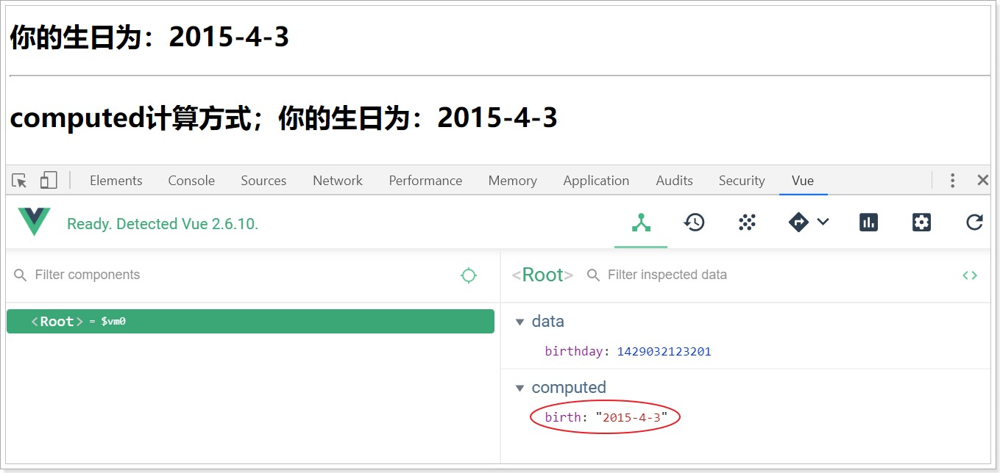 你的生日为：2015-4-3
computed计算方式；你的生日为：2015-4-3
Elements Console Sources Network Performance Memory Application Audits Security Vue
Ready. Detected Vue 2.6.10.
Filter components
<Root> Filter inspected data
<Root> = $vm0
data
birthday: 1429032123201
computed
birth: "2015-4-3"